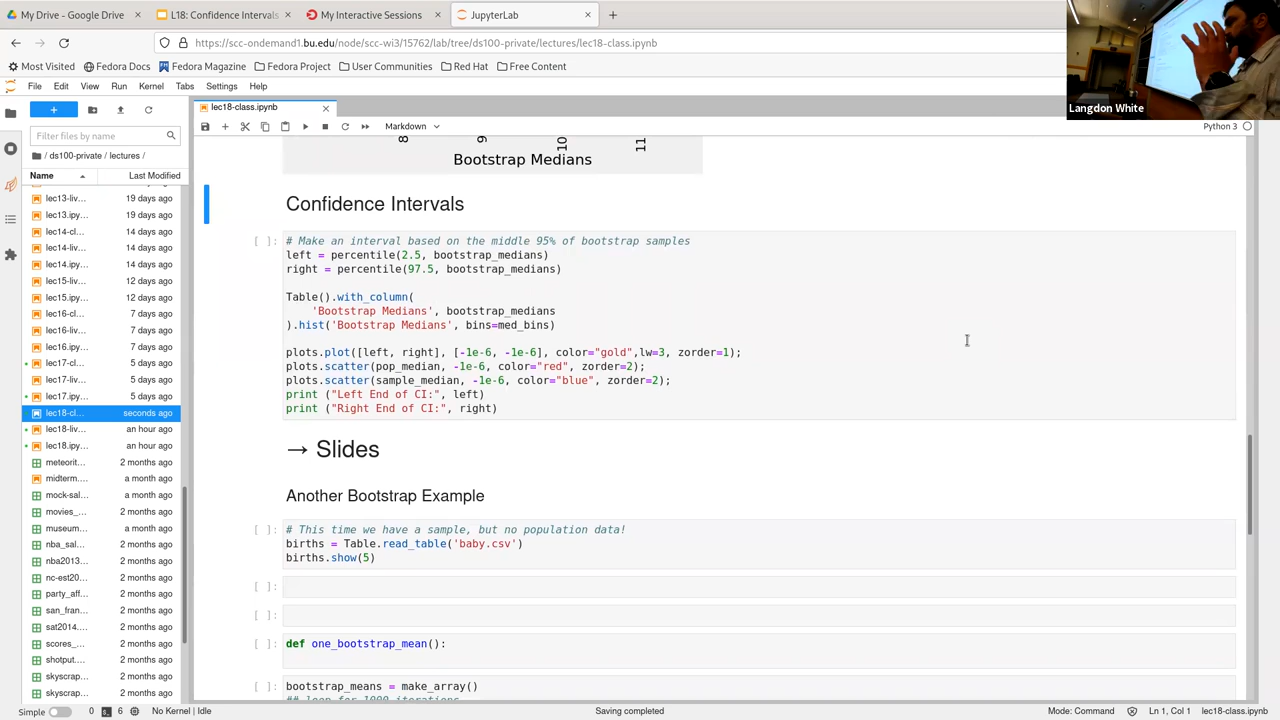 My Drive - Google Drive
L18: Confidence Intervals
My Interactive Sessions
JupyterLab
https://scc-ondemand1.bu.edu/node/scc-wi3/15762/lab/tree/ds100-private/lectures/lec18-class.ipynb
Most Visited
Fedora Docs
Fedora Magazine
Fedora Project
User Communities
Red Hat
Free Content
Langdon White
File Edit View Run Kernel Tabs Settings Help
lec18-class.ipynb
Filter files by name
Markdown
Python 3
/ ds100-private / lectures /
Name Last Modified
lec13-liv... 19 days ago
lec13.ipy... 19 days ago
lec14-cl... 14 days ago
lec14-liv... 14 days ago
lec14.ipy... 14 days ago
lec15-liv... 12 days ago
lec15.ipy... 12 days ago
lec16-cl... 7 days ago
lec16-liv... 7 days ago
lec16.ipy... 7 days ago
lec17-cl... 5 days ago
lec17-liv... 5 days ago
lec17.ipy... 5 days ago
lec18-cl... seconds ago
lec18-liv... an hour ago
lec18.ipy... an hour ago
meteorit... 2 months ago
midterm.... a month ago
mock-sal... a month ago
movies_... 2 months ago
museum... a month ago
nba_sal... 2 months ago
nba2013... 2 months ago
nc-est20... 2 months ago
party_aff... 2 months ago
san_fran... 2 months ago
sat2014.... 2 months ago
scores_... 2 months ago
shotput.... 2 months ago
skyscrap... 2 months ago
skyscrap... 2 months ago
8 9 10 11
Bootstrap Medians
Confidence Intervals
[ ]: # Make an interval based on the middle 95% of bootstrap samples
left = percentile(2.5, bootstrap_medians)
right = percentile(97.5, bootstrap_medians)
Table().with_column(
'Bootstrap Medians', bootstrap_medians
).hist('Bootstrap Medians', bins=med_bins)
plots.plot([left, right], [-1e-6, -1e-6], color="gold",lw=3, zorder=1);
plots.scatter(pop_median, -1e-6, color="red", zorder=2);
plots.scatter(sample_median, -1e-6, color="blue", zorder=2);
print ("Left End of CI:", left)
print ("Right End of CI:", right)
→ Slides
Another Bootstrap Example
[ ]: # This time we have a sample, but no population data!
births = Table.read_table('baby.csv')
births.show(5)
[ ]:
[ ]:
[ ]: def one_bootstrap_mean():
[ ]: bootstrap_means = make_array()
## loop for 1000 iterations
Simple 0 6 No Kernel | Idle
Saving completed
Mode: Command
Ln 1, Col 1
lec18-class.ipynb